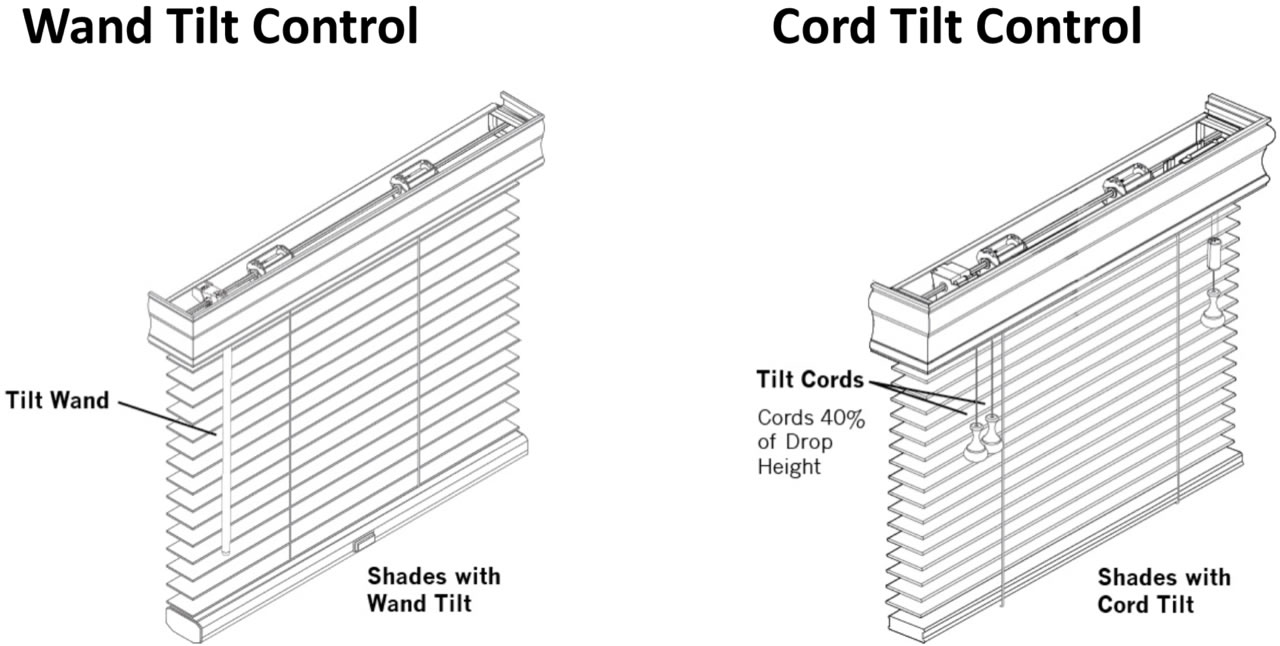 Wand Tilt Control
Cord Tilt Control
Tilt Wand
Shades with
Wand Tilt
Tilt Cords
Cords 40%
of Drop
Height
Shades with
Cord Tilt